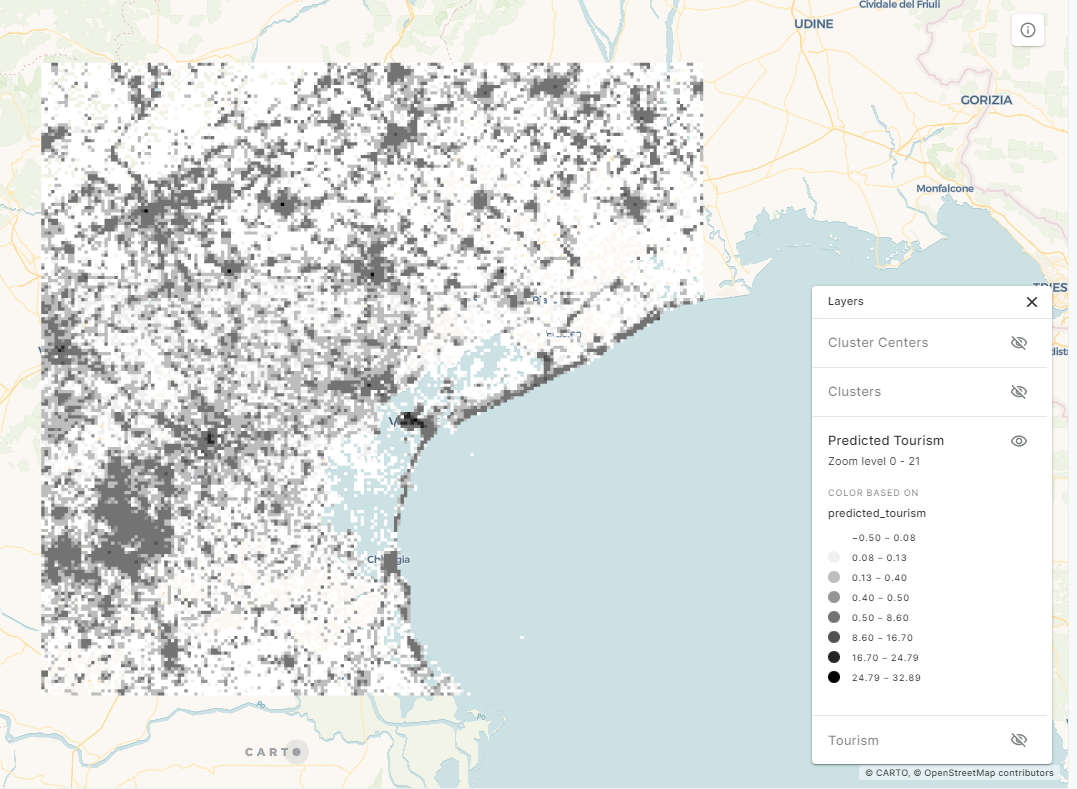 Cividale del Friuli
UDINE
GORIZIA
Monfalcone
TRIES
Layers
Cluster Centers
Clusters
Predicted Tourism
Zoom level 0 - 21
COLOR BASED ON
predicted_tourism
−0.50 – 0.08
0.08 – 0.13
0.13 – 0.40
0.40 – 0.50
0.50 – 8.60
8.60 – 16.70
16.70 – 24.79
24.79 – 32.89
Tourism
Po
Po
CARTO
© CARTO, © OpenStreetMap contributors